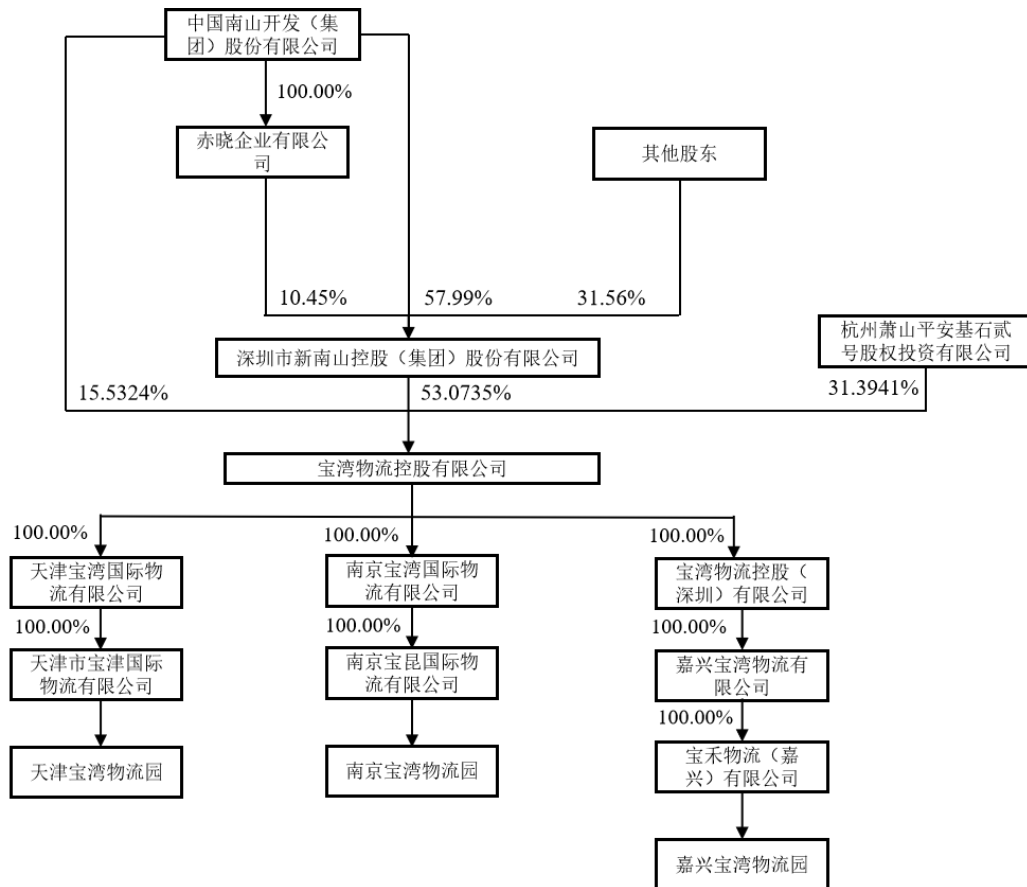 中国南山开发（集
团）股份有限公司
100.00%
赤晓企业有限公
司
其他股东
10.45%
57.99%
31.56%
深圳市新南山控股（集团）股份有限公司
杭州萧山平安基石贰
号股权投资有限公司
15.5324%
53.0735%
31.3941%
宝湾物流控股有限公司
100.00%
100.00%
100.00%
天津宝湾国际物
流有限公司
南京宝湾国际物
流有限公司
宝湾物流控股（
深圳）有限公司
100.00%
100.00%
100.00%
天津市宝津国际
物流有限公司
南京宝昆国际物
流有限公司
嘉兴宝湾物流有
限公司
100.00%
天津宝湾物流园
南京宝湾物流园
宝禾物流（嘉
兴）有限公司
嘉兴宝湾物流园